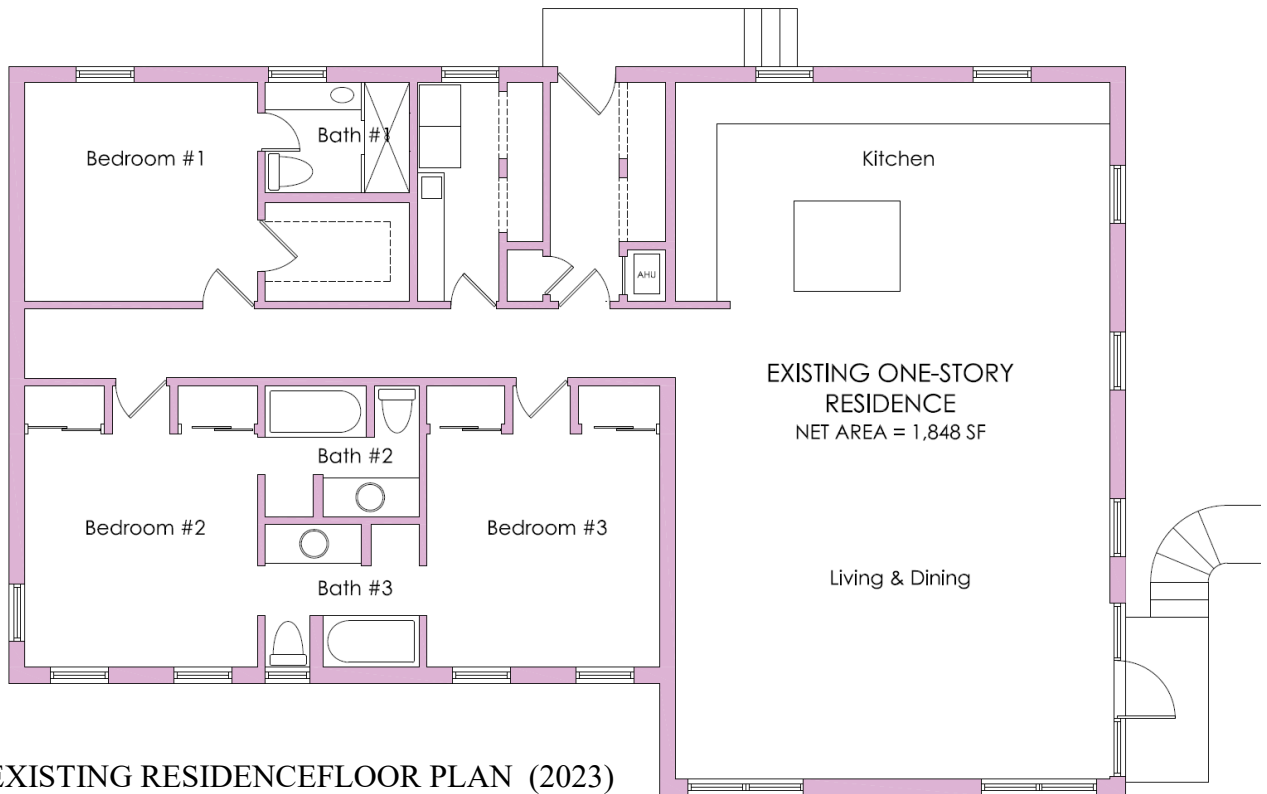 Bedroom #1
Bath #1
Kitchen
AHU
EXISTING ONE-STORY
RESIDENCE
NET AREA = 1,848 SF
Bath #2
Bedroom #2
Bedroom #3
Bath #3
Living & Dining
EXISTING RESIDENCEFLOOR PLAN (2023)